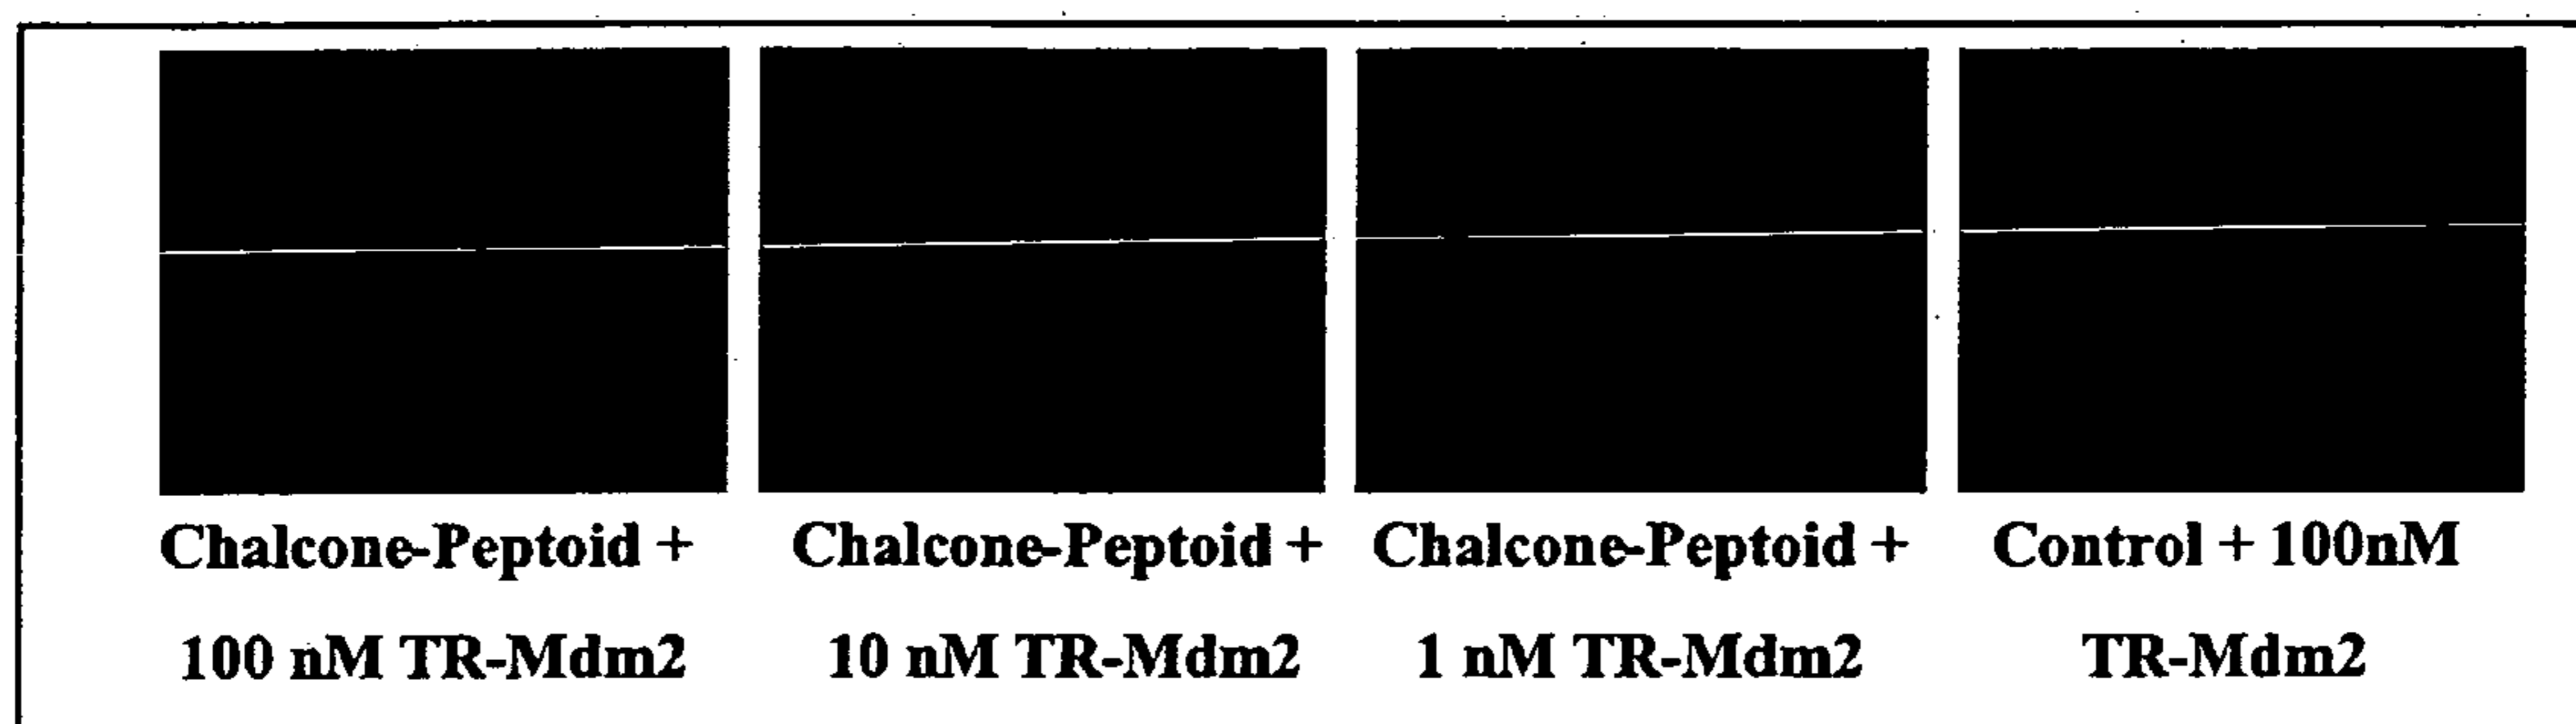 Chalcone-Peptoid +
100 nM TR-Mdm2
Chalcone-Peptoid +
10 nM TR-Mdm2
Chalcone-Peptoid +
1 nM TR-Mdm2
Control + 100nM
TR-Mdm2